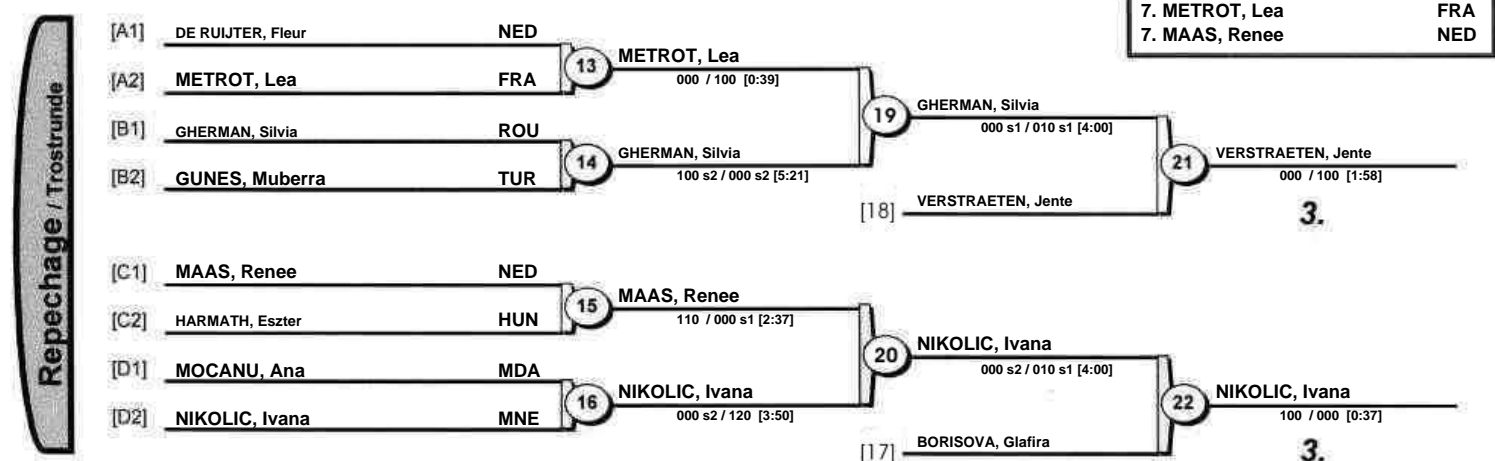 7. METROT, Lea FRA
7. MAAS, Renee NED
Repechage / Trostrunde
[A1] DE RUIJTER, Fleur NED
[A2] METROT, Lea FRA
13 METROT, Lea
000 / 100 [0:39]
[B1] GHERMAN, Silvia ROU
[B2] GUNES, Muberra TUR
14 GHERMAN, Silvia
100 s2 / 000 s2 [5:21]
19 GHERMAN, Silvia
000 s1 / 010 s1 [4:00]
[18] VERSTRAETEN, Jente
21 VERSTRAETEN, Jente
000 / 100 [1:58]
3.
[C1] MAAS, Renee NED
[C2] HARMATH, Eszter HUN
15 MAAS, Renee
110 / 000 s1 [2:37]
[D1] MOCANU, Ana MDA
[D2] NIKOLIC, Ivana MNE
16 NIKOLIC, Ivana
000 s2 / 120 [3:50]
20 NIKOLIC, Ivana
000 s2 / 010 s1 [4:00]
[17] BORISOVA, Glafira
22 NIKOLIC, Ivana
100 / 000 [0:37]
3.